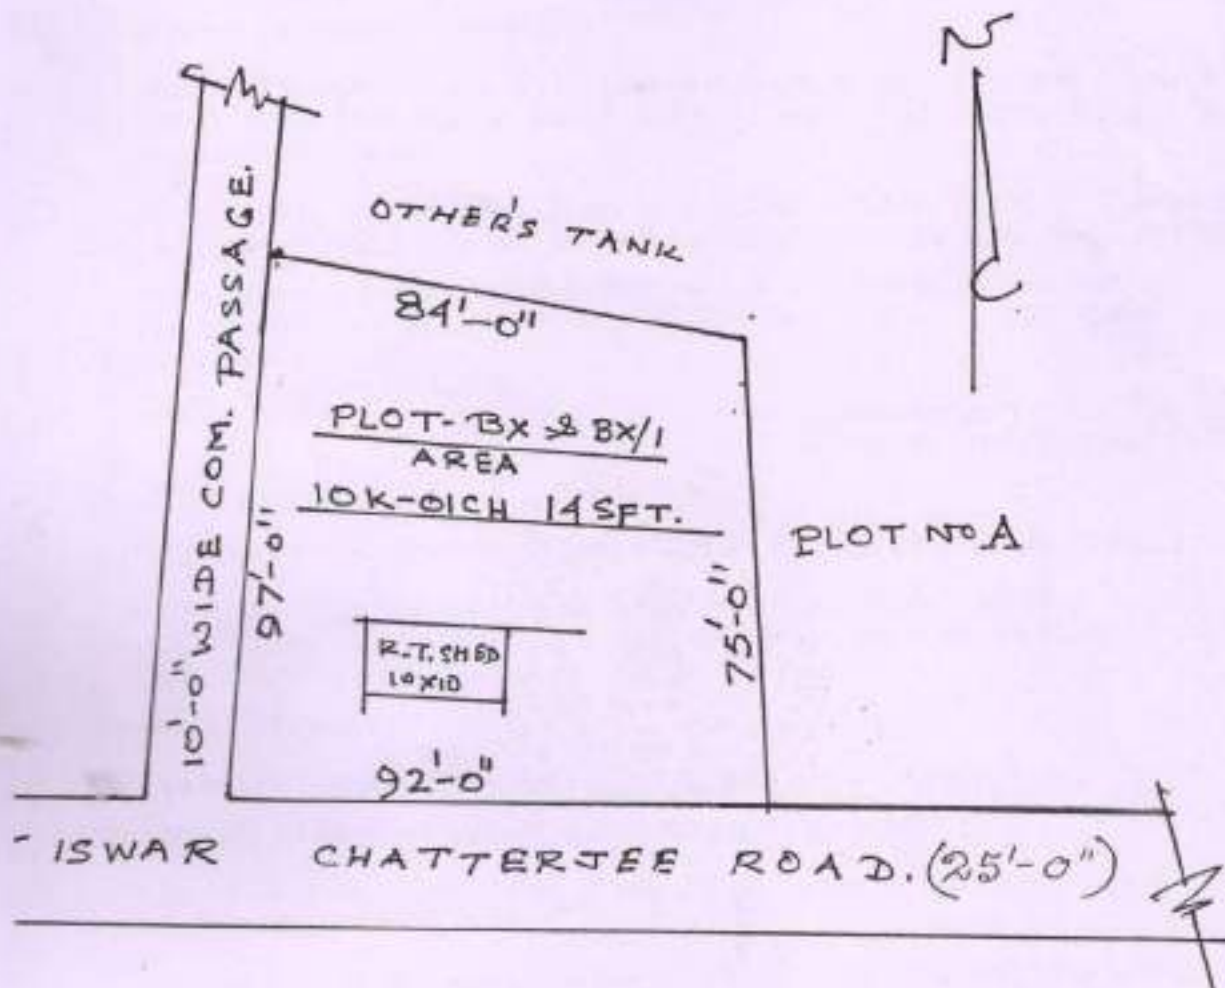 N
OTHER'S TANK
84'-0"
10'-0" WIDE COM. PASSAGE.
97'-0"
PLOT- BX & BX/1
AREA
10K-01CH 14SFT.
75'-0"
PLOT NO A
R.T. SHED
10X10
92'-0"
ISWAR CHATTERJEE ROAD. (25'-0")